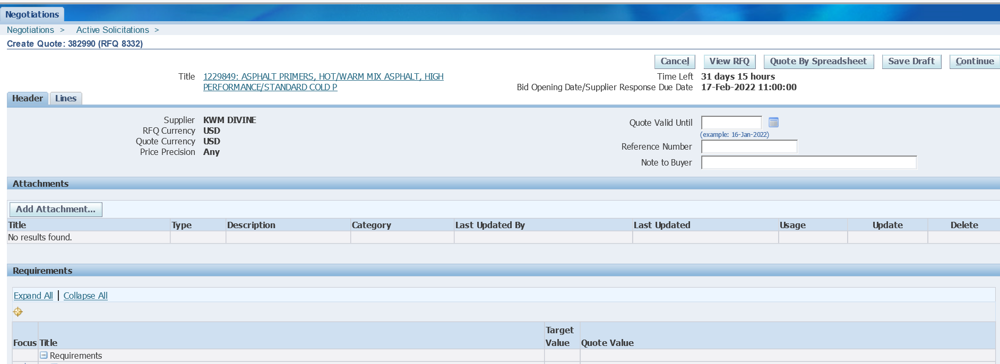 Negotiations
Negotiations > Active Solicitations >
Create Quote: 382990 (RFQ 8332)
Cancel View RFQ Quote By Spreadsheet Save Draft Continue
Title 1229849: ASPHALT PRIMERS, HOT/WARM MIX ASPHALT, HIGH
PERFORMANCE/STANDARD COLD P
Time Left 31 days 15 hours
Bid Opening Date/Supplier Response Due Date 17-Feb-2022 11:00:00
Header Lines
Supplier KWM DIVINE
RFQ Currency USD
Quote Currency USD
Price Precision Any
Quote Valid Until
(example: 16-Jan-2022)
Reference Number
Note to Buyer
Attachments
Add Attachment...
Title Type Description Category Last Updated By Last Updated Usage Update Delete
No results found.
Requirements
Expand All | Collapse All
Focus Title Target Value Quote Value
Requirements